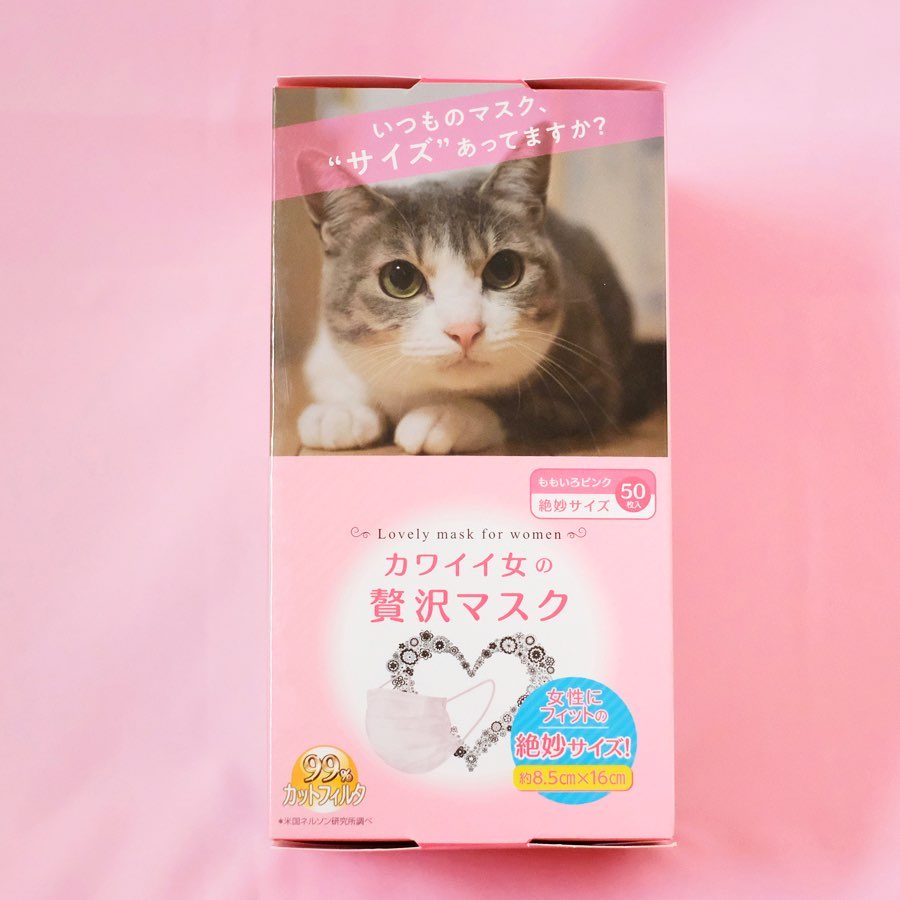 いつものマスク、
“サイズ”あってますか?
ももいろピンク
絶妙サイズ
50
枚入
Lovely mask for women
カワイイ女の
贅沢マスク
女性に
フィットの
絶妙サイズ!
約8.5cm×16cm
99%
カットフィルタ
*米国ネルソン研究所調べ